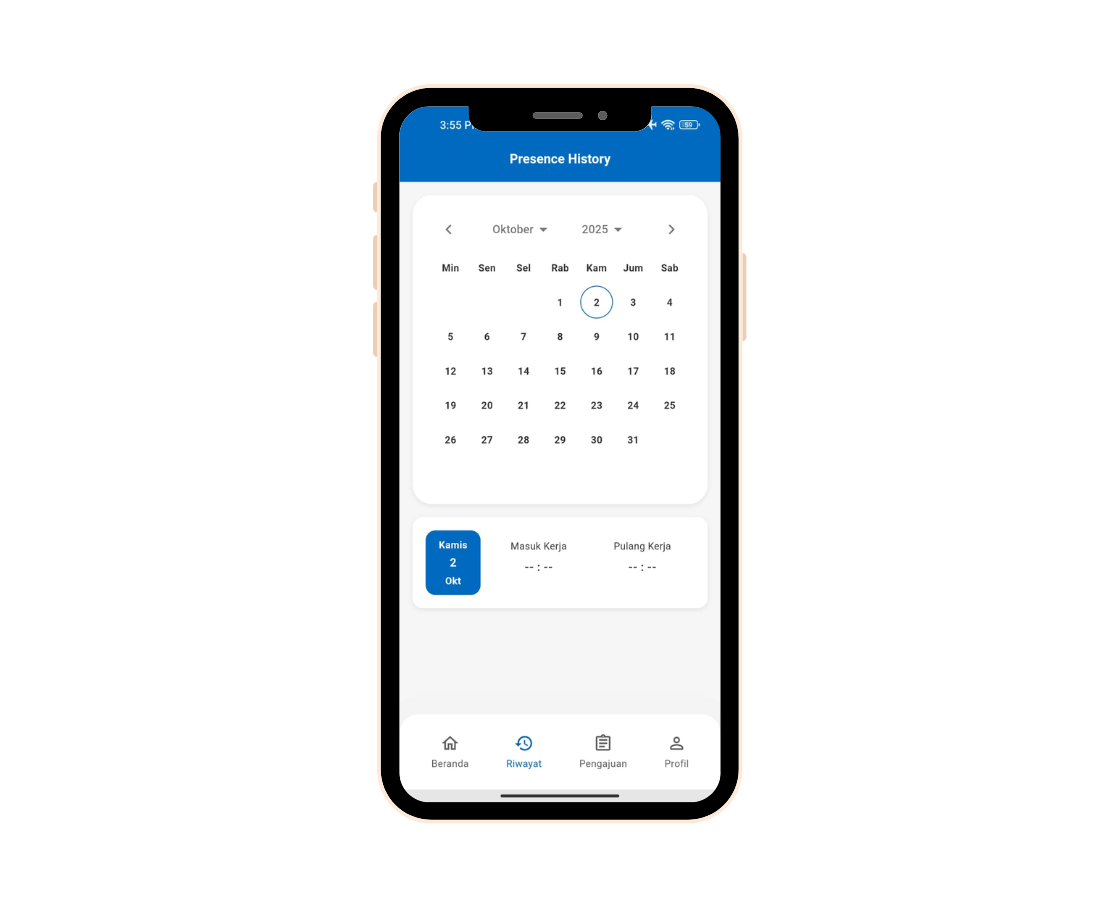 3:55 P
59
Presence History
Oktober 2025
Min Sen Sel Rab Kam Jum Sab
1 2 3 4
5 6 7 8 9 10 11
12 13 14 15 16 17 18
19 20 21 22 23 24 25
26 27 28 29 30 31
Kamis
2
Okt
Masuk Kerja Pulang Kerja
-- : -- -- : --
Beranda Riwayat Pengajuan Profil